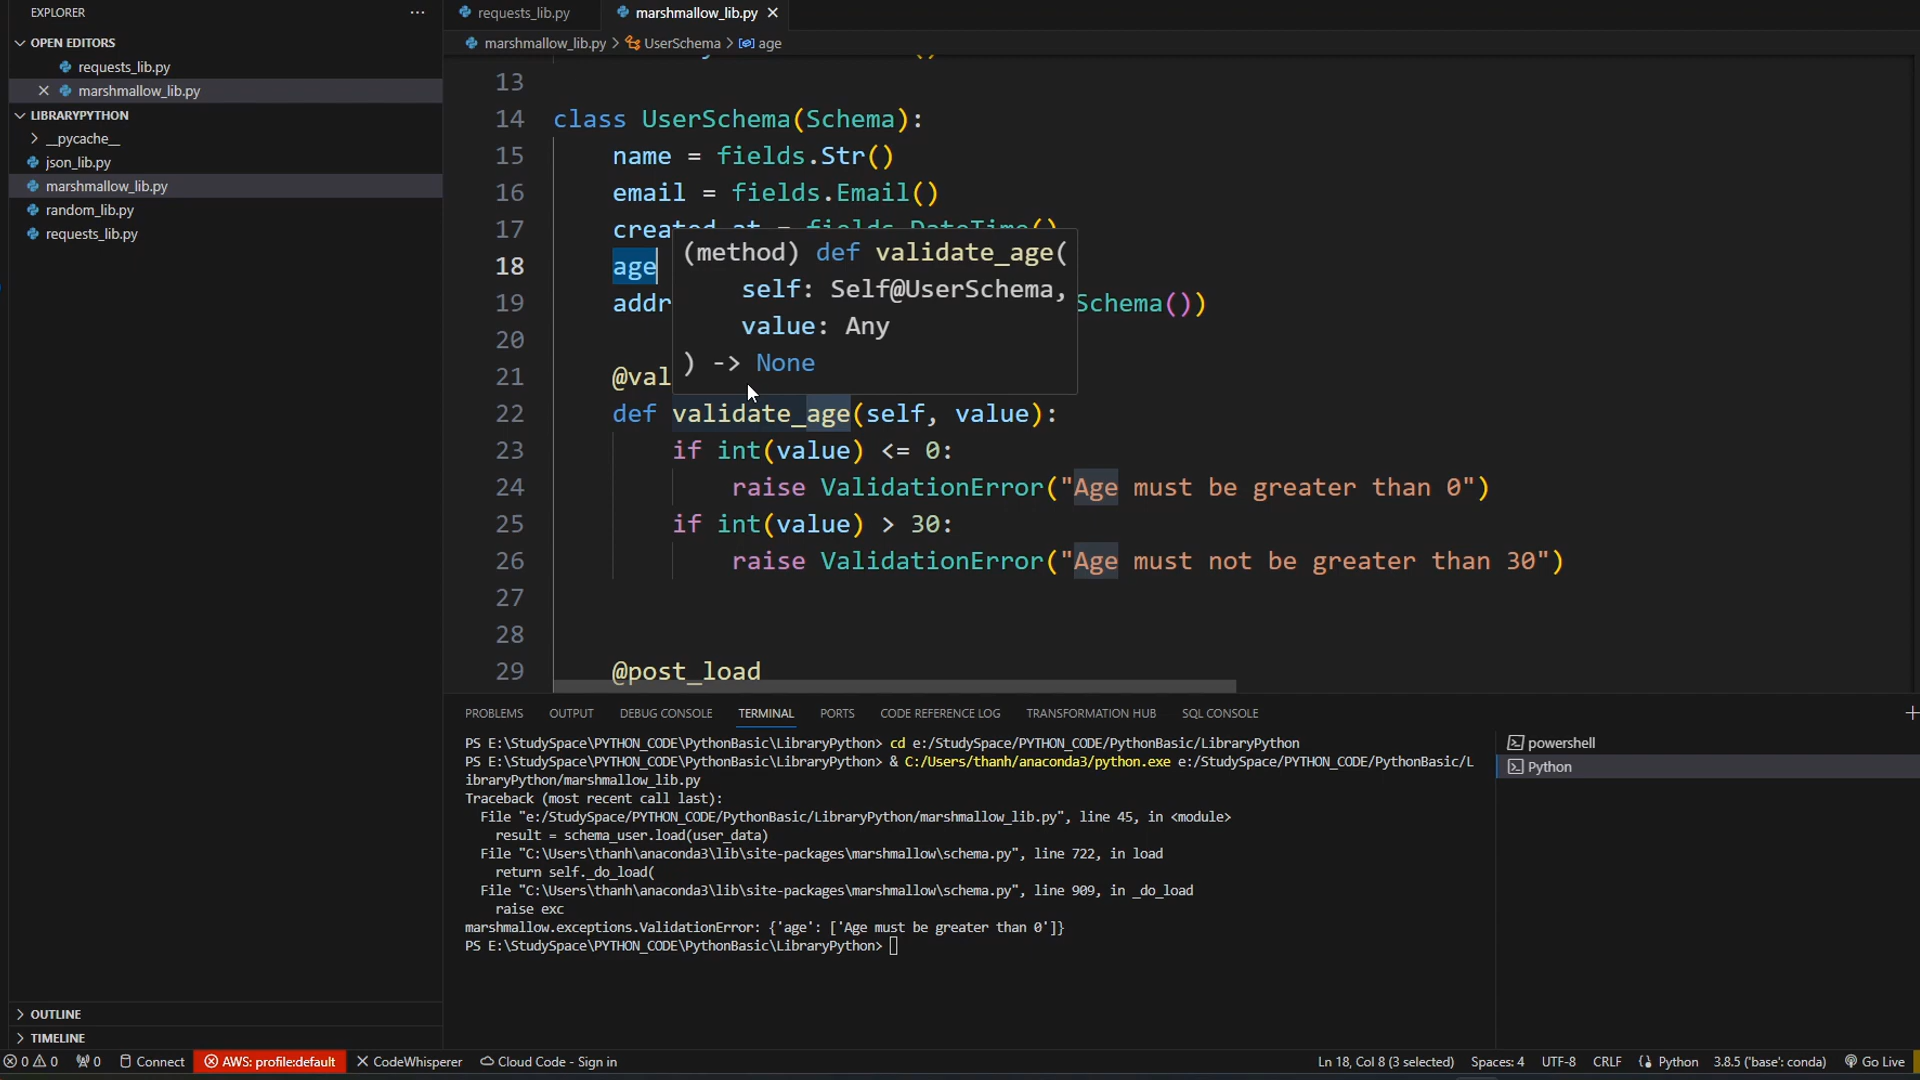 EXPLORER
requests_lib.py
marshmallow_lib.py
OPEN EDITORS
requests_lib.py
marshmallow_lib.py
LIBRARYPYTHON
__pycache__
json_lib.py
marshmallow_lib.py
random_lib.py
requests_lib.py
OUTLINE
TIMELINE
marshmallow_lib.py > UserSchema > age
13
14 class UserSchema(Schema):
15 name = fields.Str()
16 email = fields.Email()
17 created_at = fields.DateTime()
18 age
19 addr Schema())
20
21 @val
22 def validate_age(self, value):
23 if int(value) <= 0:
24 raise ValidationError("Age must be greater than 0")
25 if int(value) > 30:
26 raise ValidationError("Age must not be greater than 30")
27
28
29 @post_load
(method) def validate_age(
self: Self@UserSchema,
value: Any
) -> None
PROBLEMS OUTPUT DEBUG CONSOLE TERMINAL PORTS CODE REFERENCE LOG TRANSFORMATION HUB SQL CONSOLE
PS E:\StudySpace\PYTHON_CODE\PythonBasic\LibraryPython> cd e:/StudySpace/PYTHON_CODE/PythonBasic/LibraryPython
PS E:\StudySpace\PYTHON_CODE\PythonBasic\LibraryPython> & C:/Users/thanh/anaconda3/python.exe e:/StudySpace/PYTHON_CODE/PythonBasic/L
ibraryPython/marshmallow_lib.py
Traceback (most recent call last):
File "e:/StudySpace/PYTHON_CODE/PythonBasic/LibraryPython/marshmallow_lib.py", line 45, in <module>
result = schema_user.load(user_data)
File "C:\Users\thanh\anaconda3\lib\site-packages\marshmallow\schema.py", line 722, in load
return self._do_load(
File "C:\Users\thanh\anaconda3\lib\site-packages\marshmallow\schema.py", line 909, in _do_load
raise exc
marshmallow.exceptions.ValidationError: {'age': ['Age must be greater than 0']}
PS E:\StudySpace\PYTHON_CODE\PythonBasic\LibraryPython>
powershell
Python
0 0 0 Connect AWS: profile:default CodeWhisperer Cloud Code - Sign in Ln 18, Col 8 (3 selected) Spaces: 4 UTF-8 CRLF Python 3.8.5 ('base': conda) Go Live